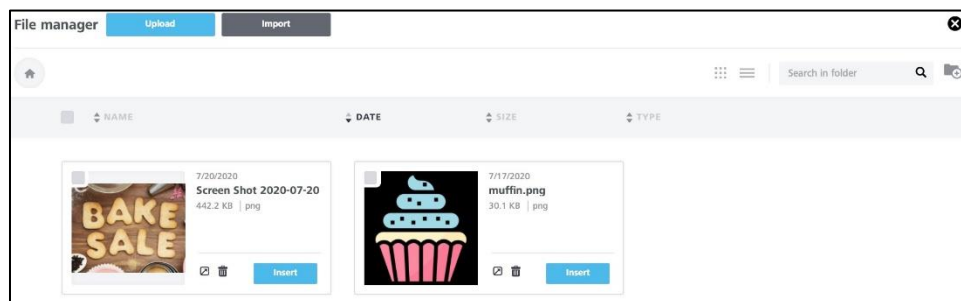 File manager
Upload
Import
Search in folder
NAME
DATE
SIZE
TYPE
BAKE
SALE
7/20/2020
Screen Shot 2020-07-20
442.2 KB | png
Insert
7/17/2020
muffin.png
30.1 KB | png
Insert